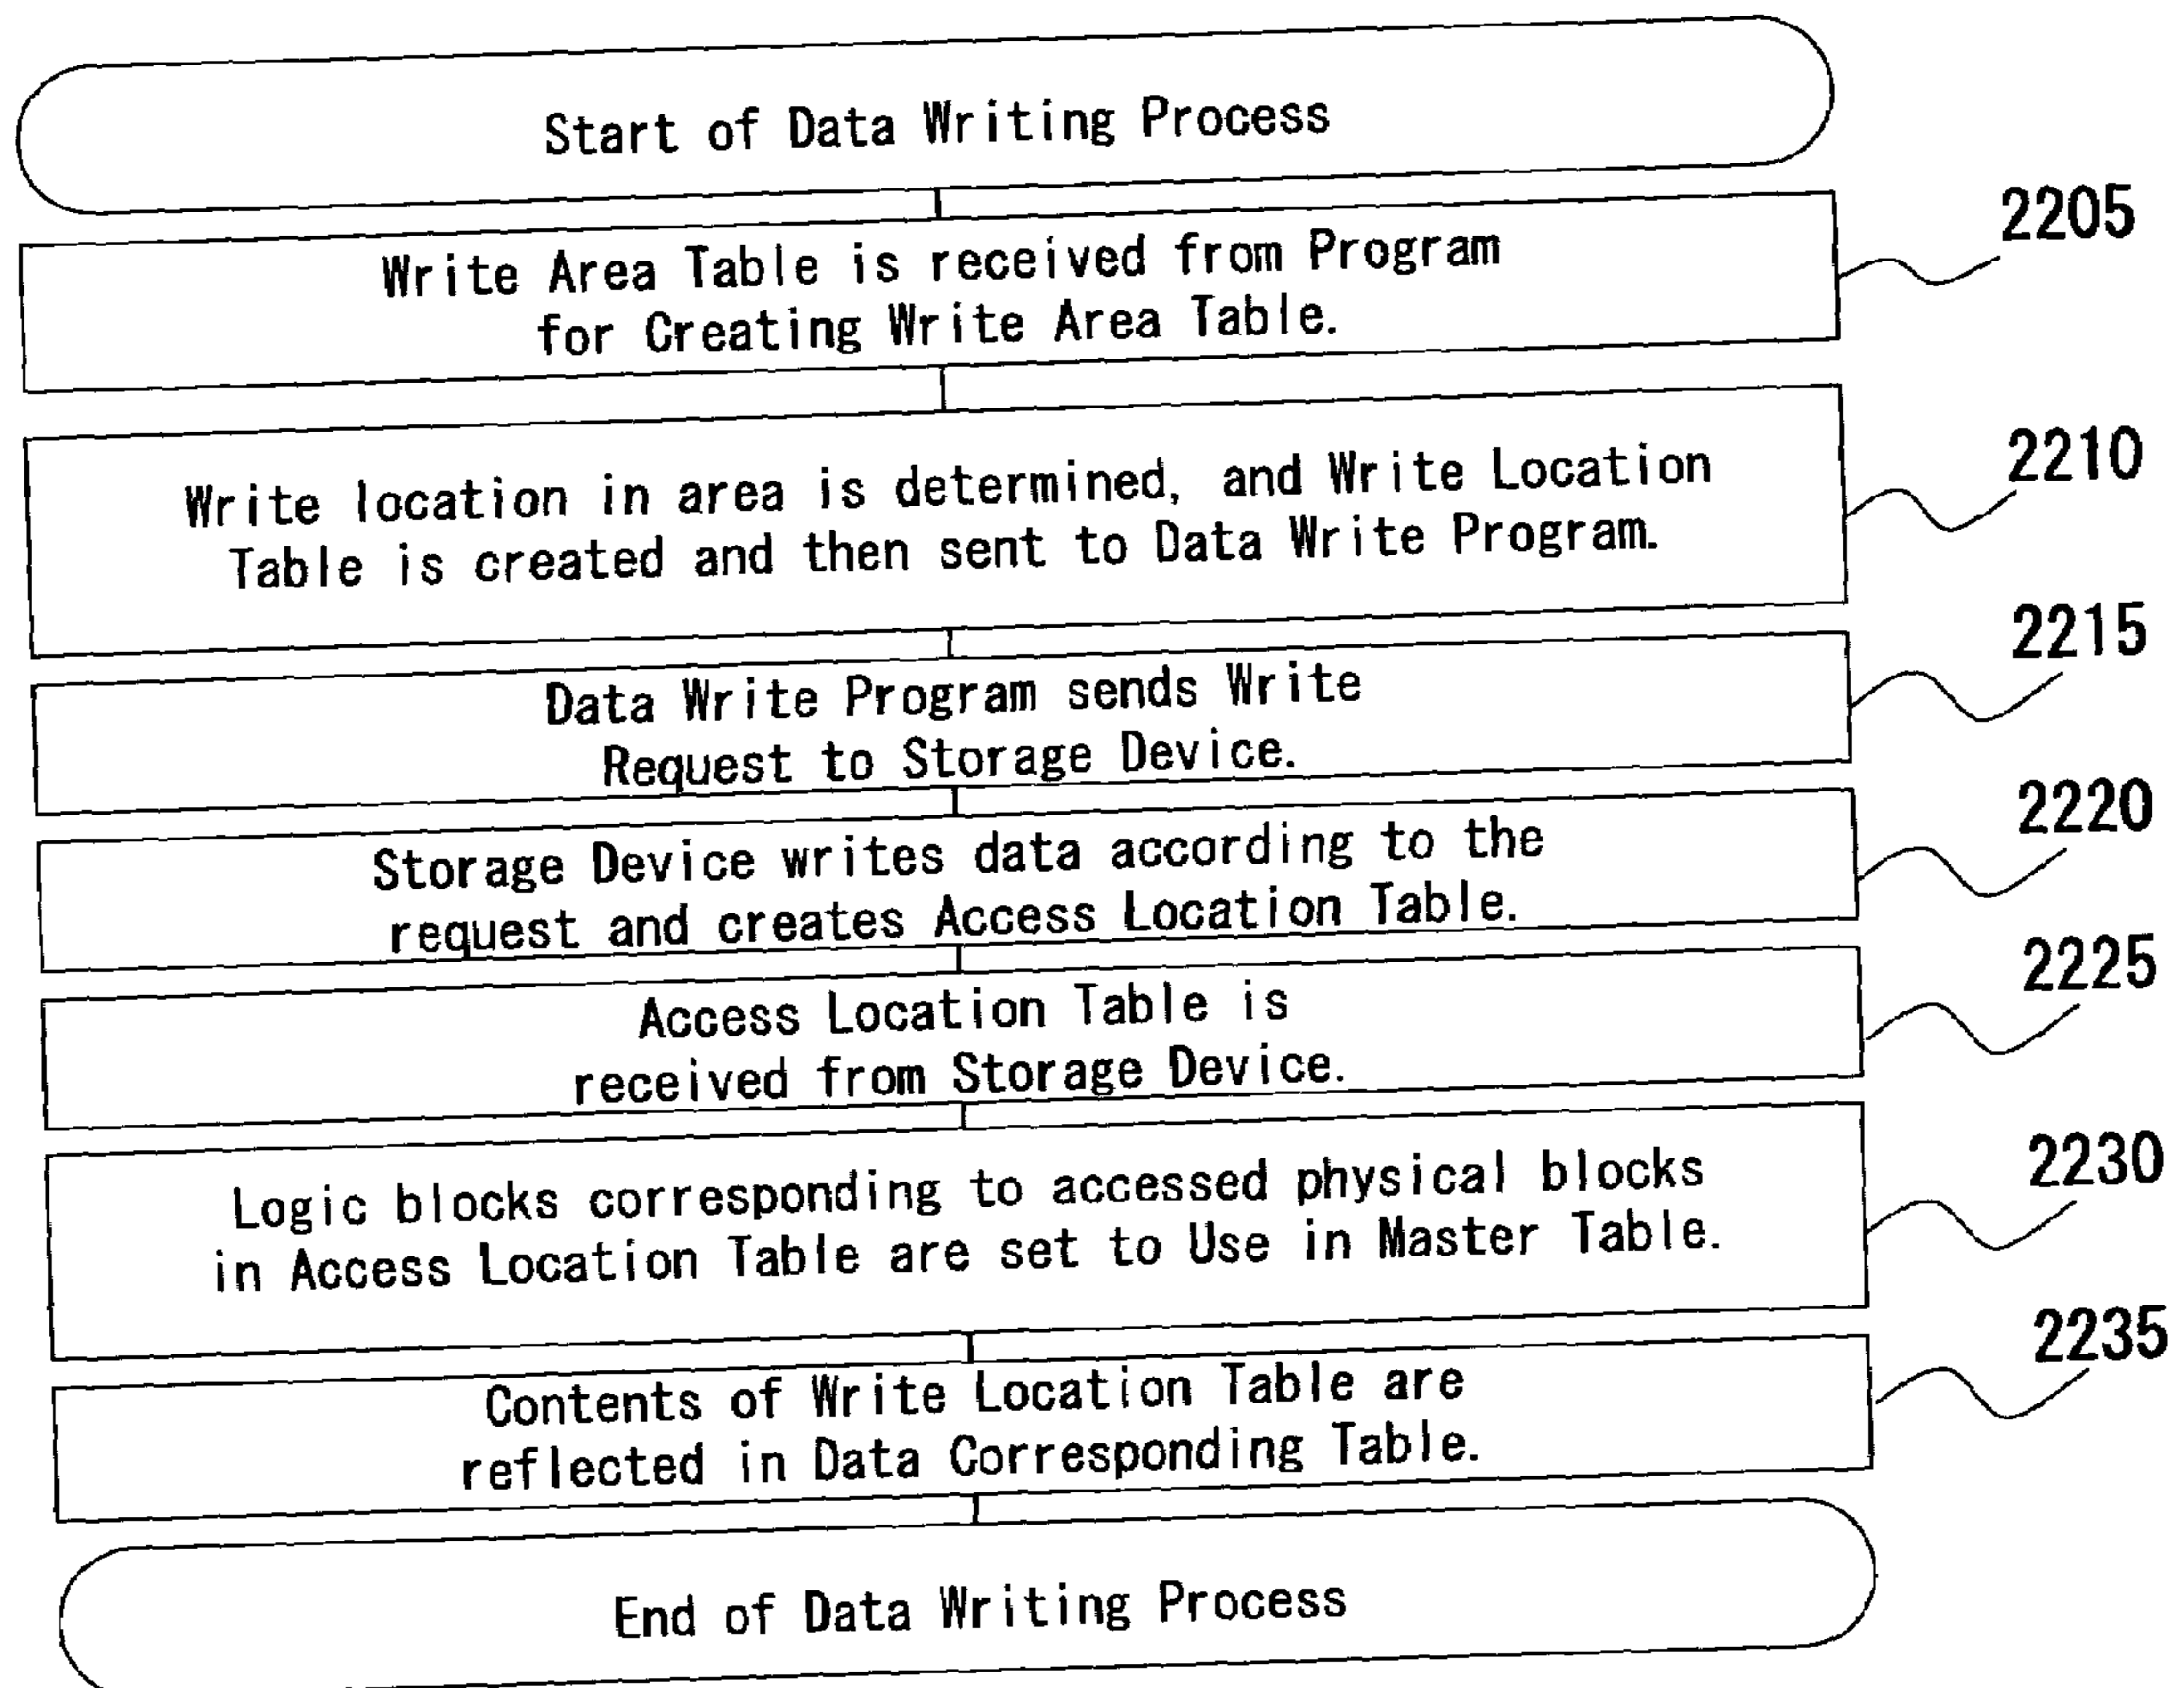 Start of Data Writing Process
2205
Write Area Table is received from Program
for Creating Write Area Table.
2210
Write location in area is determined, and Write Location
Table is created and then sent to Data Write Program.
2215
Data Write Program sends Write
Request to Storage Device.
2220
Storage Device writes data according to the
request and creates Access Location Table.
2225
Access Location Table is
received from Storage Device.
2230
Logic blocks corresponding to accessed physical blocks
in Access Location Table are set to Use in Master Table.
2235
Contents of Write Location Table are
reflected in Data Corresponding Table.
End of Data Writing Process